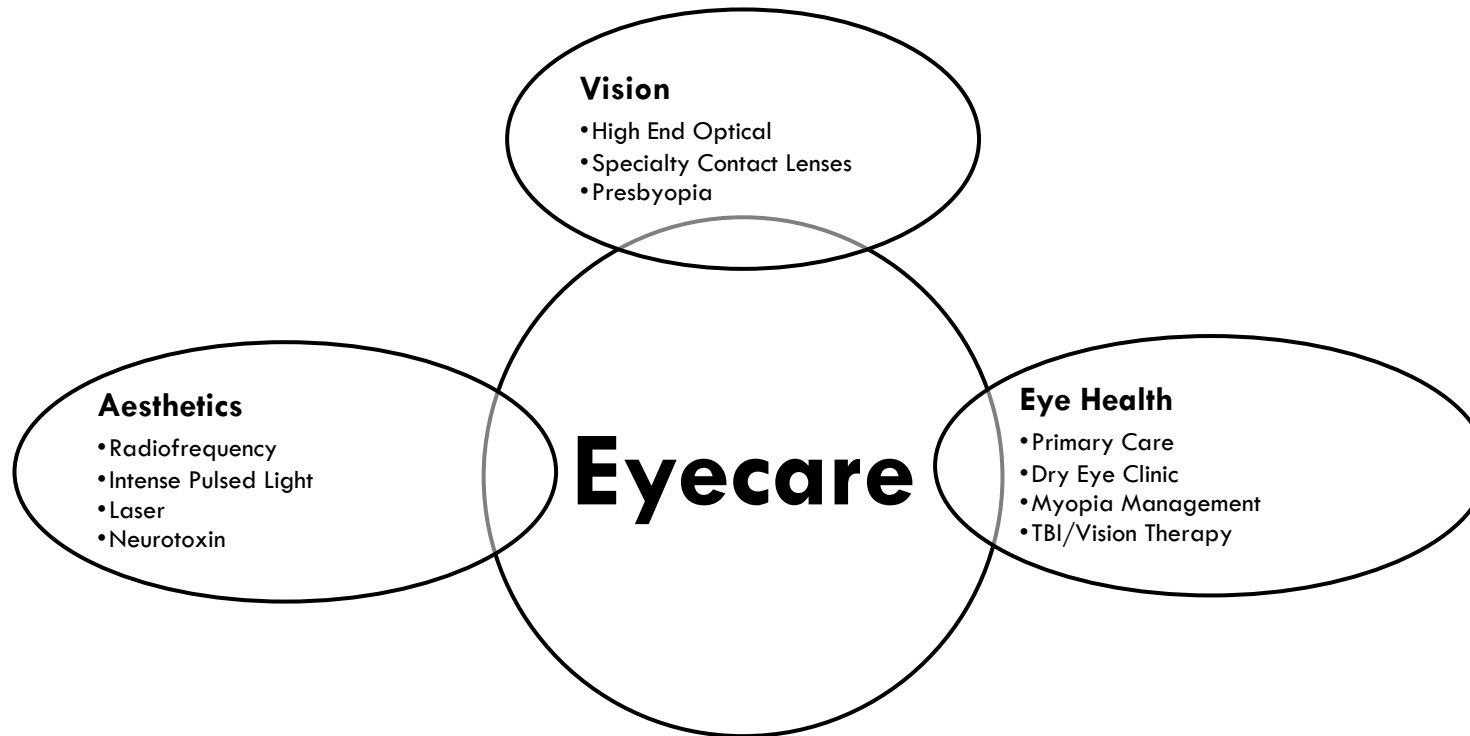 Vision
•High End Optical
•Specialty Contact Lenses
•Presbyopia
Aesthetics
•Radiofrequency
•Intense Pulsed Light
•Laser
•Neurotoxin
Eyecare
Eye Health
•Primary Care
•Dry Eye Clinic
•Myopia Management
•TBI/Vision Therapy